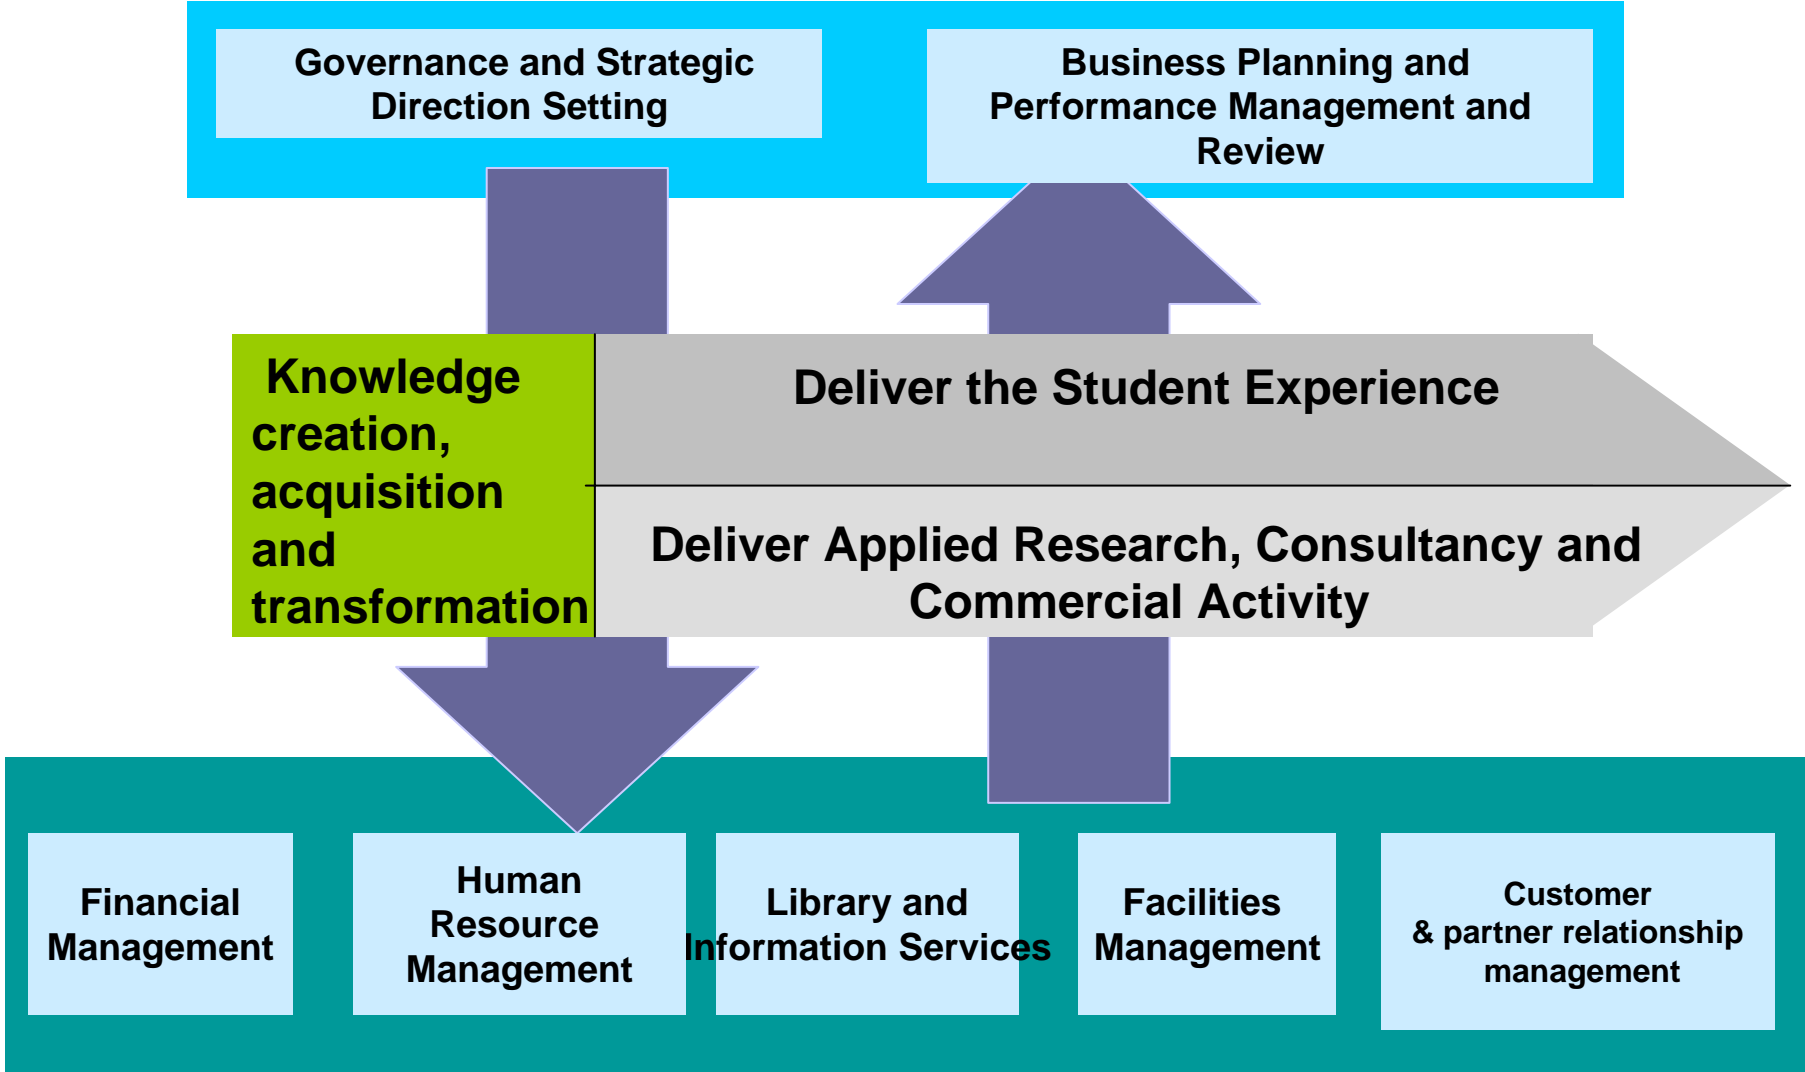 Governance and Strategic
Direction Setting
Business Planning and
Performance Management and
Review
Knowledge
creation,
acquisition
and
transformation
Deliver the Student Experience
Deliver Applied Research, Consultancy and
Commercial Activity
Financial
Management
Human
Resource
Management
Library and
Information Services
Facilities
Management
Customer
& partner relationship
management